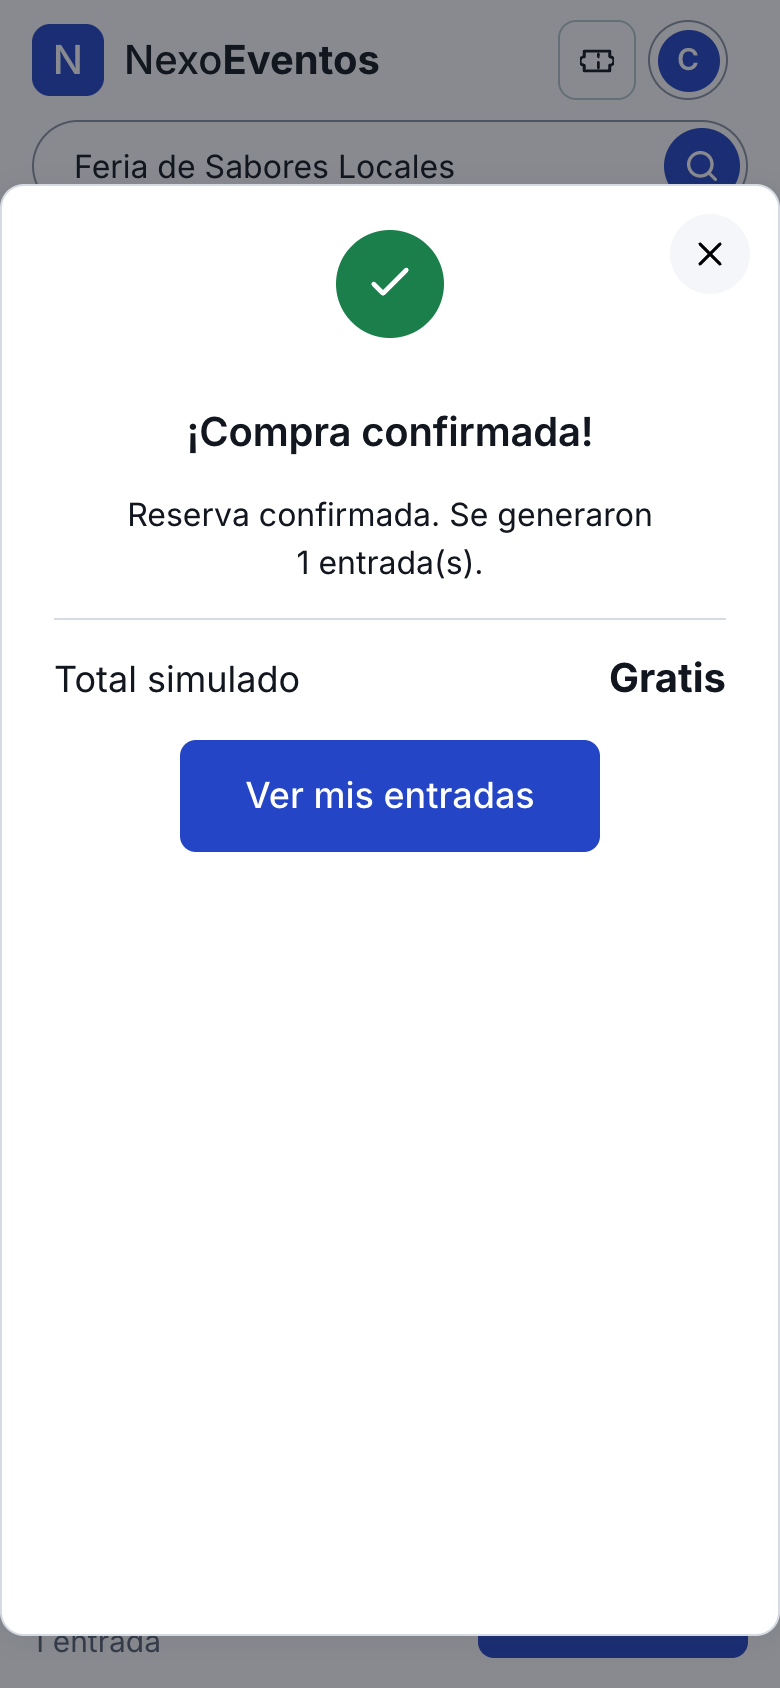 N
NexoEventos
C
Feria de Sabores Locales
¡Compra confirmada!
Reserva confirmada. Se generaron
1 entrada(s).
Total simulado
Gratis
Ver mis entradas
1 entrada